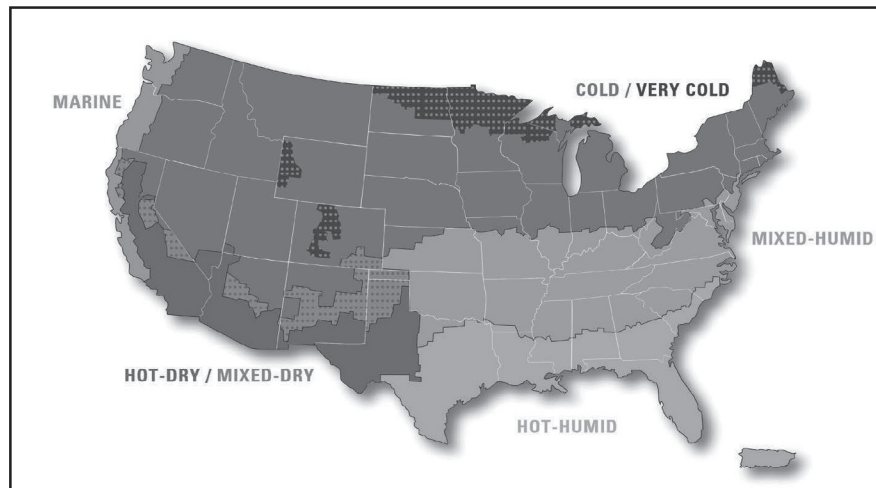 COLD / VERY COLD
MARINE
MIXED-HUMID
HOT-DRY / MIXED-DRY
HOT-HUMID